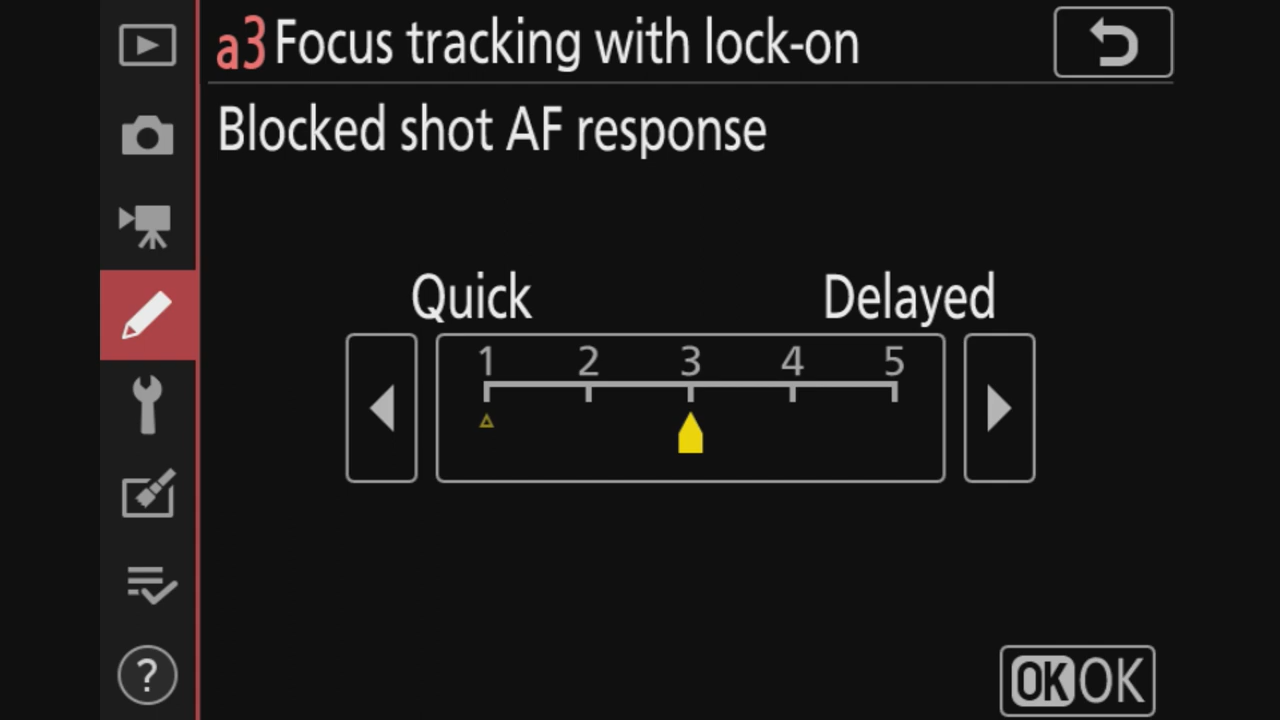 a3 Focus tracking with lock-on
Blocked shot AF response
Quick Delayed
1 2 3 4 5
? OK OK